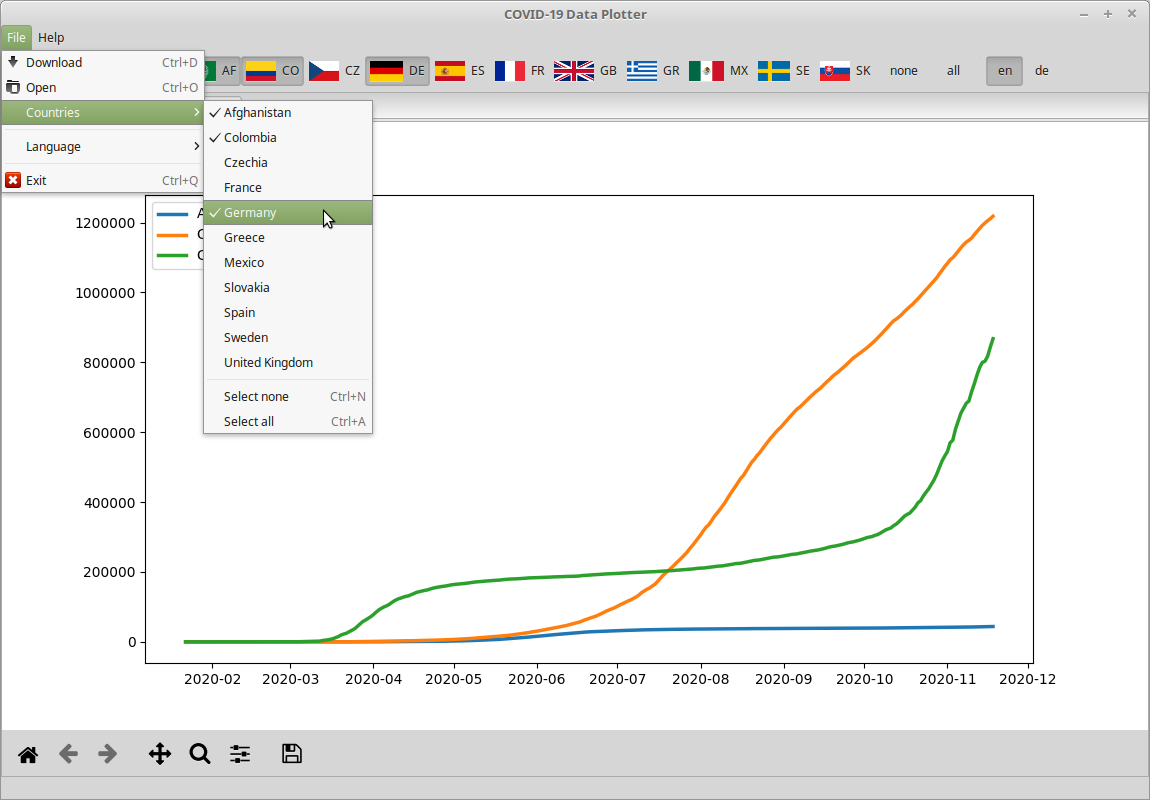 COVID-19 Data Plotter
File Help
AF CO CZ DE ES FR GB GR MX SE SK none all en de
Download Ctrl+D
Open Ctrl+O
Countries
Language
Exit Ctrl+Q
Afghanistan
Colombia
Czechia
France
Germany
Greece
Mexico
Slovakia
Spain
Sweden
United Kingdom
Select none Ctrl+N
Select all Ctrl+A
1200000
1000000
800000
600000
400000
200000
0
2020-02 2020-03 2020-04 2020-05 2020-06 2020-07 2020-08 2020-09 2020-10 2020-11 2020-12